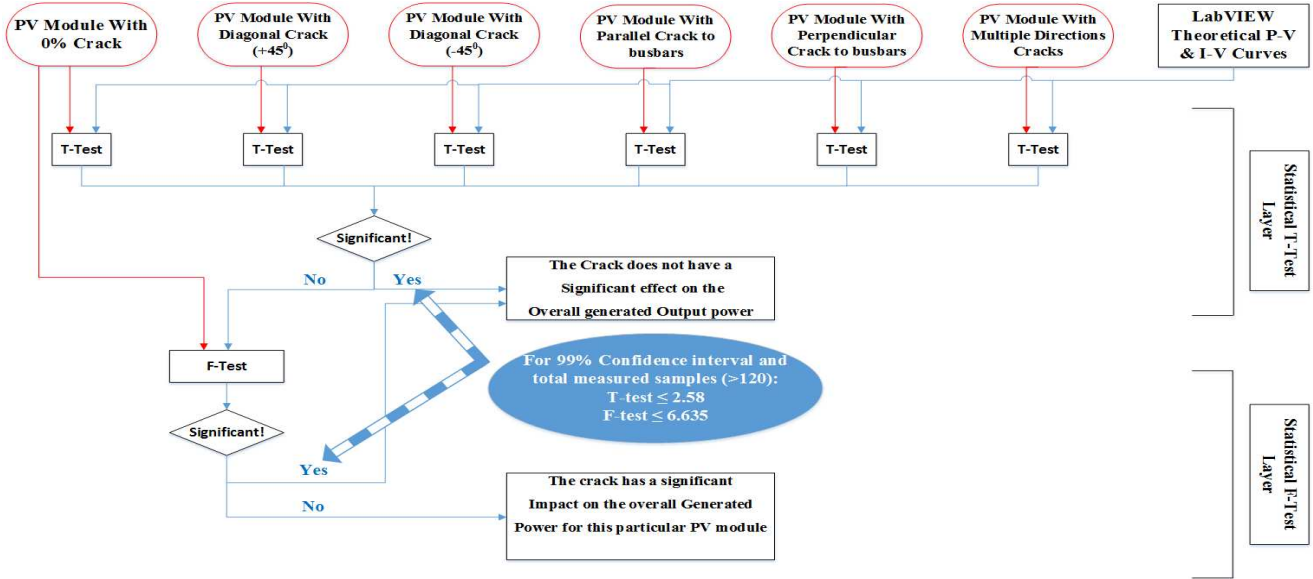 PV Module With
0% Crack
PV Module With
Diagonal Crack
(+45⁰)
PV Module With
Diagonal Crack
(-45⁰)
PV Module With
Parallel Crack to
busbars
PV Module With
Perpendicular
Crack to busbars
PV Module With
Multiple Directions
Cracks
LabVIEW
Theoretical P-V
& I-V Curves
T-Test
T-Test
T-Test
T-Test
T-Test
T-Test
Statistical T-Test
Layer
Significant!
No
Yes
The Crack does not have a
Significant effect on the
Overall generated Output power
F-Test
For 99% Confidence interval and
total measured samples (>120):
T-test ≤ 2.58
F-test ≤ 6.635
Significant!
Yes
No
The crack has a significant
Impact on the overall Generated
Power for this particular PV module
Statistical F-Test
Layer